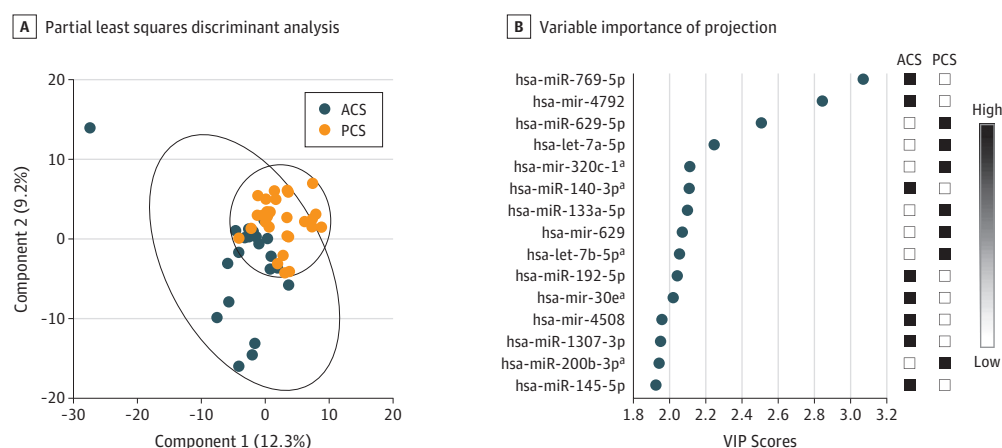 A Partial least squares discriminant analysis
20
10
0
-10
-20
-30
-20
-10
0
10
20
Component 2 (9.2%)
Component 1 (12.3%)
ACS
PCS
B Variable importance of projection
ACS PCS
hsa-miR-769-5p
hsa-mir-4792
hsa-miR-629-5p
hsa-let-7a-5p
hsa-mir-320c-1ᵃ
hsa-miR-140-3pᵃ
hsa-miR-133a-5p
hsa-mir-629
hsa-let-7b-5pᵃ
hsa-miR-192-5p
hsa-mir-30eᵃ
hsa-mir-4508
hsa-miR-1307-3p
hsa-miR-200b-3pᵃ
hsa-miR-145-5p
1.8 2.0 2.2 2.4 2.6 2.8 3.0 3.2
VIP Scores
High
Low